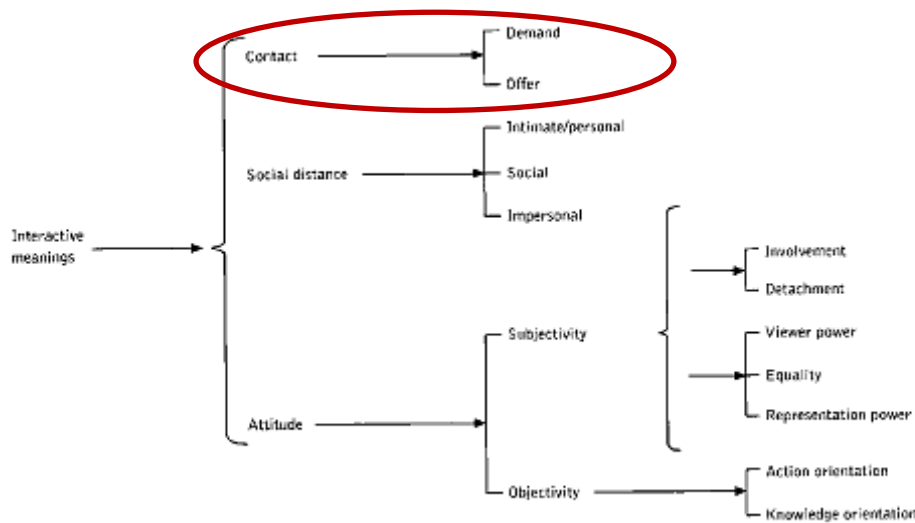 Demand
Contact
Offer
Intimate/personal
Social distance
Social
Impersonal
Interactive
meanings
Involvement
Detachment
Subjectivity
Viewer power
Equality
Representation power
Attitude
Action orientation
Objectivity
Knowledge orientation